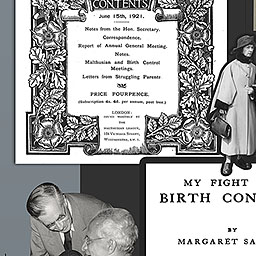 CONTENTS
June 15th, 1921.
Notes from the Hon. Secretary.
Correspondence.
Report of Annual General Meeting.
Notes.
Malthusian and Birth Control
Meetings.
Letters from Struggling Parents
PRICE FOURPENCE.
(Subscription 4s. 6d. per annum, post free.)
LONDON:
ISSUED MONTHLY BY
THE
MALTHUSIAN LEAGUE,
124 VICTORIA STREET,
WESTMINSTER, S.W. 1.
MY FIGHT
BIRTH CON
BY
MARGARET SA